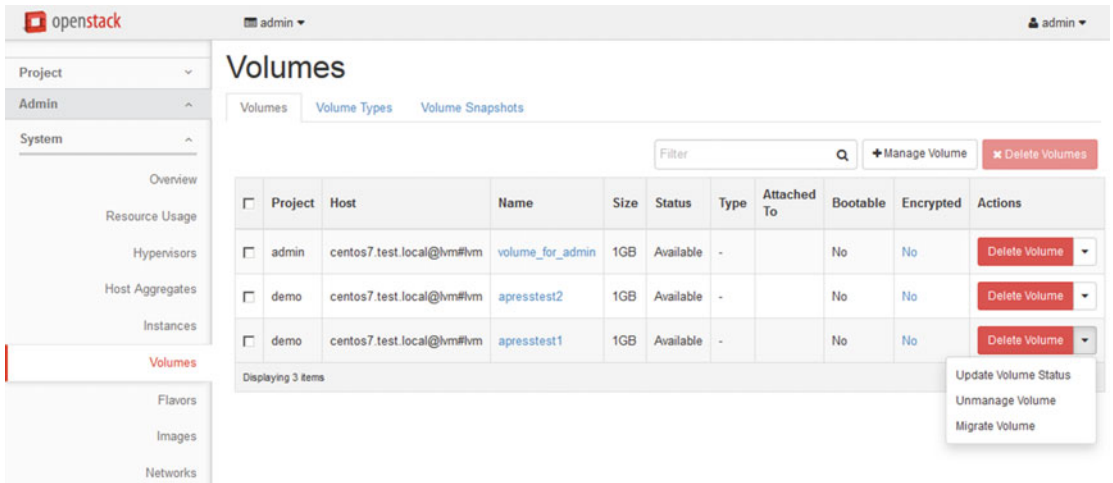 openstack
admin
admin
Project
Admin
System
Overview
Resource Usage
Hypervisors
Host Aggregates
Instances
Volumes
Flavors
Images
Networks
Volumes
Volumes Volume Types Volume Snapshots
Filter +Manage Volume × Delete Volumes
Project Host Name Size Status Type Attached To Bootable Encrypted Actions
admin centos7.test.local@lvm#lvm volume_for_admin 1GB Available - No No Delete Volume
demo centos7.test.local@lvm#lvm apresstest2 1GB Available - No No Delete Volume
demo centos7.test.local@lvm#lvm apresstest1 1GB Available - No No Delete Volume
Displaying 3 items
Update Volume Status
Unmanage Volume
Migrate Volume